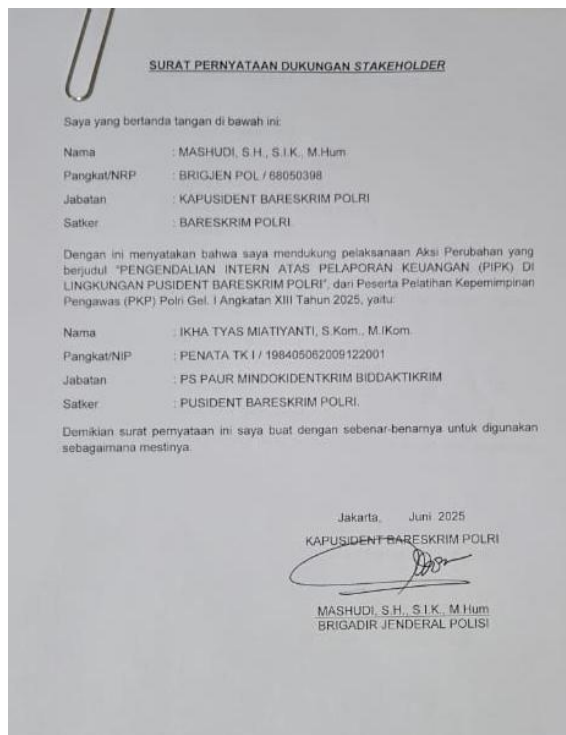 SURAT PERNYATAAN DUKUNGAN STAKEHOLDER
Saya yang bertanda tangan di bawah ini:
Nama : MASHUDI, S.H., S.I.K., M.Hum
Pangkat/NRP : BRIGJEN POL / 68050398
Jabatan : KAPUSIDENT BARESKRIM POLRI
Satker : BARESKRIM POLRI.
Dengan ini menyatakan bahwa saya mendukung pelaksanaan Aksi Perubahan yang
berjudul "PENGENDALIAN INTERN ATAS PELAPORAN KEUANGAN (PIPK) DI
LINGKUNGAN PUSIDENT BARESKRIM POLRI", dari Peserta Pelatihan Kepemimpinan
Pengawas (PKP) Polri Gel. I Angkatan XIII Tahun 2025, yaitu:
Nama : IKHA TYAS MIATIYANTI, S.Kom., M.IKom.
Pangkat/NIP : PENATA TK I / 198405062009122001
Jabatan : PS PAUR MINDOKIDENTKRIM BIDDAKTIKRIM
Satker : PUSIDENT BARESKRIM POLRI.
Demikian surat pernyataan ini saya buat dengan sebenar-benarnya untuk digunakan
sebagaimana mestinya.
Jakarta, Juni 2025
KAPUSIDENT BARESKRIM POLRI
MASHUDI, S.H., S.I.K., M.Hum
BRIGADIR JENDERAL POLISI